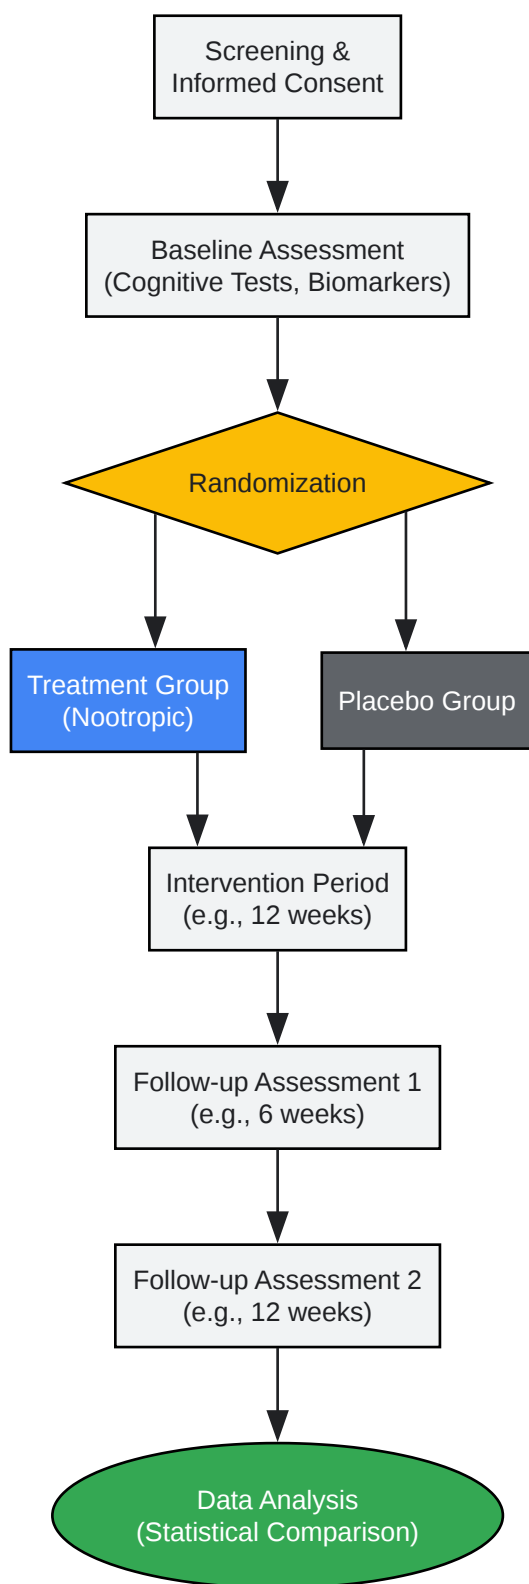 Screening &
Informed Consent
Baseline Assessment
(Cognitive Tests, Biomarkers)
Randomization
Treatment Group
(Nootropic)
Placebo Group
Intervention Period
(e.g., 12 weeks)
Follow-up Assessment 1
(e.g., 6 weeks)
Follow-up Assessment 2
(e.g., 12 weeks)
Data Analysis
(Statistical Comparison)